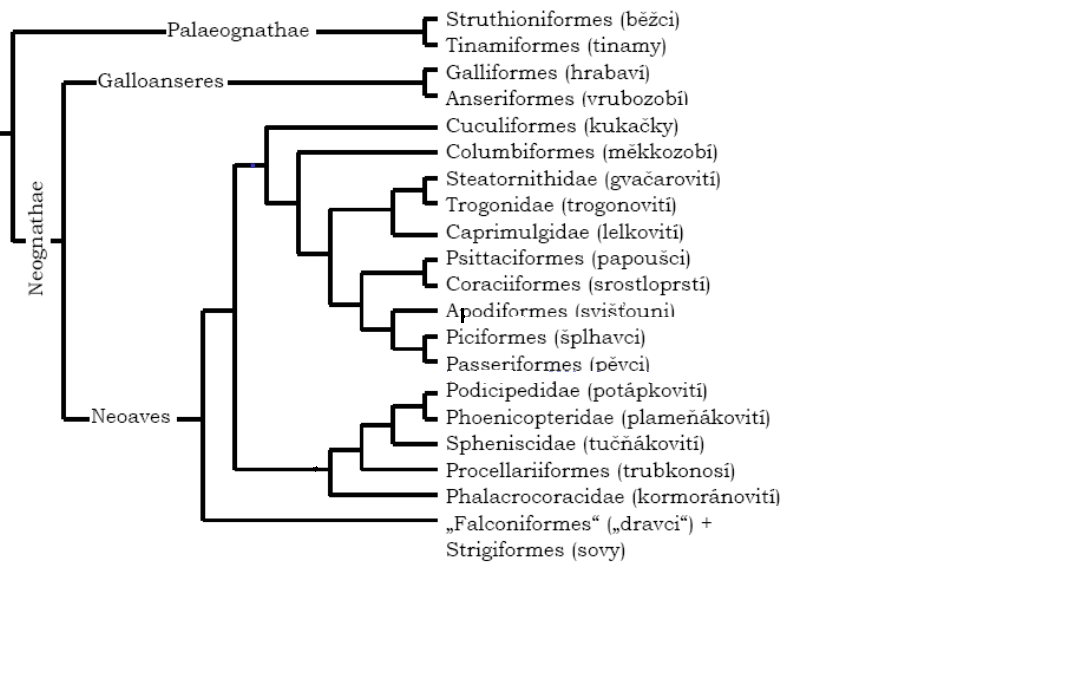 Palaeognathae
Struthioniformes (běžci)
Tinamiformes (tinamy)
Galloanseres
Galliformes (hrabaví)
Anseriformes (vrubozobí)
Cuculiformes (kukačky)
Columbiformes (měkkozobí)
Steatornithidae (gvačarovití)
Trogonidae (trogonovití)
Caprimulgidae (lelkovití)
Neognathae
Psittaciformes (papoušci)
Coraciiformes (srostloprstí)
Apodiformes (svišťouni)
Piciformes (šplhavci)
Passeriformes (pěvci)
Podicipedidae (potápkovití)
Neoaves
Phoenicopteridae (plameňákovití)
Spheniscidae (tučňákovití)
Procellariiformes (trubkonosí)
Phalacrocoracidae (kormoránovití)
„Falconiformes“ („dravci“) +
Strigiformes (sovy)